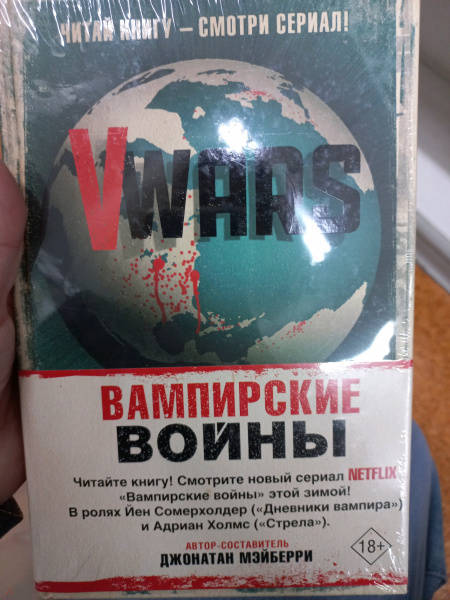 ЧИТАЙ КНИГУ – СМОТРИ СЕРИАЛ!
V WARS
ВАМПИРСКИЕ
ВОЙНЫ
Читайте книгу! Смотрите новый сериал NETFLIX
«Вампирские войны» этой зимой!
В ролях Йен Сомерхолдер («Дневники вампира»)
и Адриан Холмс («Стрела»).
АВТОР-СОСТАВИТЕЛЬ
ДЖОНАТАН МЭЙБЕРРИ
18+